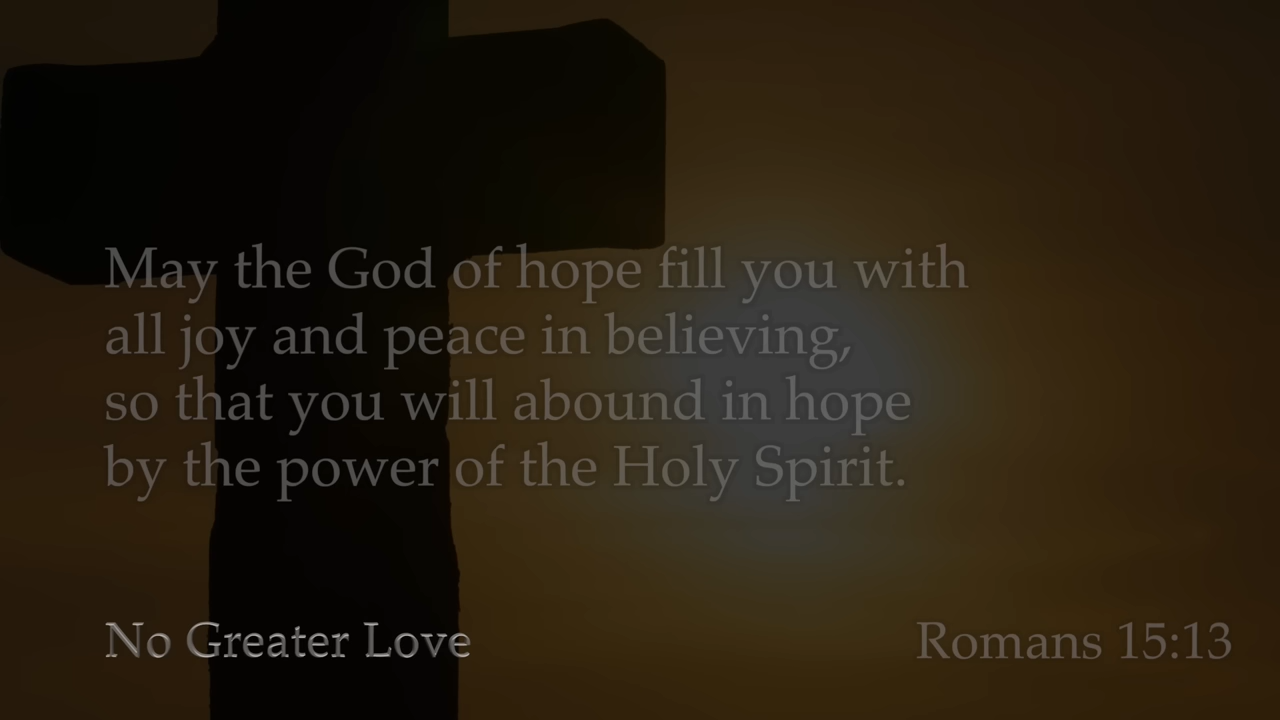 May the God of hope fill you with
all joy and peace in believing,
so that you will abound in hope
by the power of the Holy Spirit.
No Greater Love
Romans 15:13